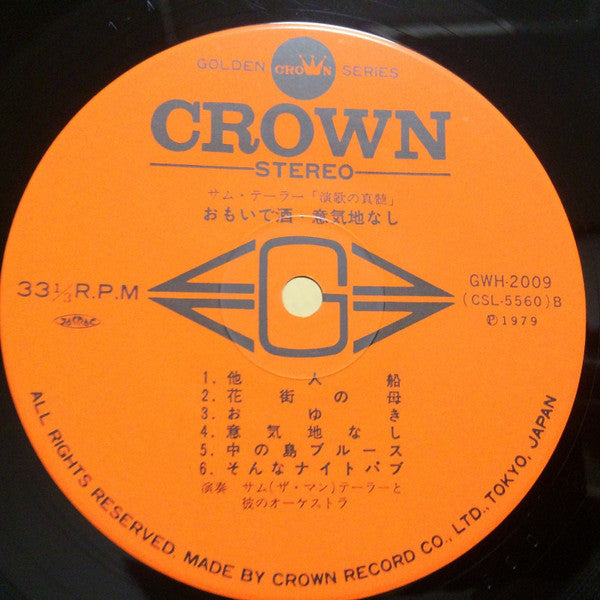 GOLDEN CROWN SERIES
CROWN
STEREO
サム・テーラー「演歌の真髄」
おもいで酒・意気地なし
33 1/3 R.P.M
G
GWH-2009
(CSL-5560)B
Ⓟ1979
1. 他人船
2. 花街の母
3. おゆき
4. 意気地なし
5. 中の島ブルース
6. そんなナイトパブ
演奏 サム(ザ・マン)テーラーと
彼のオーケストラ
ALL RIGHTS RESERVED. MADE BY CROWN RECORD CO., LTD., TOKYO, JAPAN